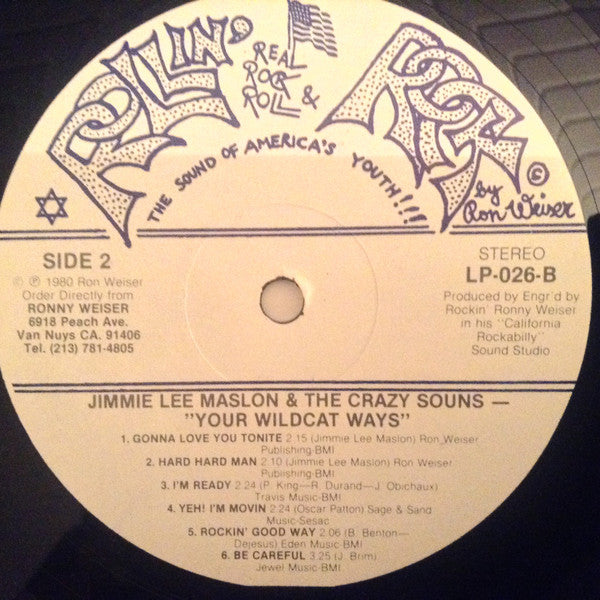 ROLLIN' ROCK
REAL
ROCK
&
ROLL
THE SOUND OF AMERICA'S YOUTH!!!!
©
by
Ron Weiser
SIDE 2
© ℗ 1980 Ron Weiser
Order Directly from
RONNY WEISER
6918 Peach Ave.
Van Nuys CA. 91406
Tel. (213) 781-4805
STEREO
LP-026-B
Produced by Engr'd by
Rockin' Ronny Weiser
in his "California
Rockabilly"
Sound Studio
JIMMIE LEE MASLON & THE CRAZY SOUNS —
"YOUR WILDCAT WAYS"
1. GONNA LOVE YOU TONITE 2.15 (Jimmie Lee Maslon) Ron Weiser
Publishing-BMI
2. HARD HARD MAN 2.10 (Jimmie Lee Maslon) Ron Weiser
Publishing-BMI
3. I'M READY 2.24 (P. King—R. Durand—J. Obichaux)
Travis Music-BMI
4. YEH! I'M MOVIN 2:24 (Oscar Patton) Sage & Sand
Music-Sesac
5. ROCKIN' GOOD WAY 2.06 (B. Benton—
Dejesus) Eden Music-BMI
6. BE CAREFUL 3.25 (J. Brim)
Jewel Music-BMI